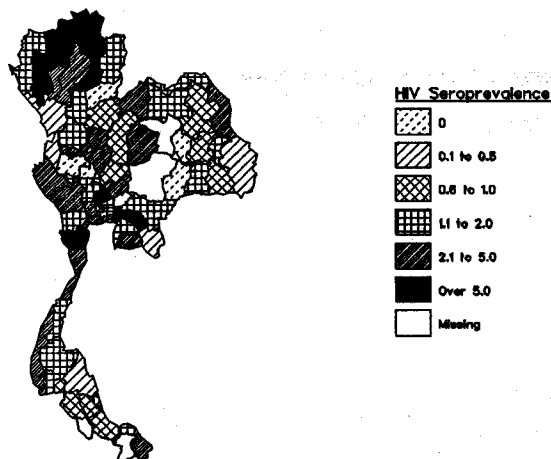 HIV Seroprevalence
0
0.1 to 0.5
0.6 to 1.0
1.1 to 2.0
2.1 to 5.0
Over 5.0
Missing